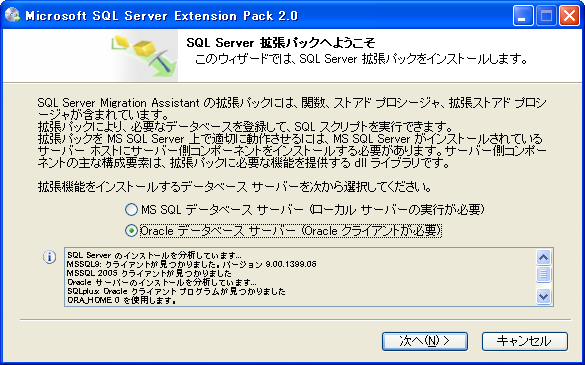 Microsoft SQL Server Extension Pack 2.0
SQL Server 拡張パックへようこそ
このウィザードでは、SQL Server 拡張パックをインストールします。
SQL Server Migration Assistant の拡張パックには、関数、ストアド プロシージャ、拡張ストアド プロシ
ージャが含まれています。
拡張パックにより、必要なデータベースを登録して、SQL スクリプトを実行できます。
拡張パックを MS SQL Server 上で適切に動作させるには、MS SQL Server がインストールされている
サーバー ホストにサーバー側コンポーネントをインストールする必要があります。サーバー側コンポー
ネントの主な構成要素は、拡張パックに必要な機能を提供する dll ライブラリです。
拡張機能をインストールするデータベース サーバーを次から選択してください。
MS SQL データベース サーバー (ローカル サーバーの実行が必要)
Oracle データベース サーバー (Oracle クライアントが必要)
SQL Server のインストールを分析しています...
MSSQL9: クライアントが見つかりました。バージョン 9.00.1399.06
MSSQL 2005 クライアントが見つかりました
Oracle サーバーのインストールを分析しています...
SQLplus: Oracle クライアント プログラムが見つかりました
ORA_HOME 0 を使用します。
次へ(N) >
キャンセル